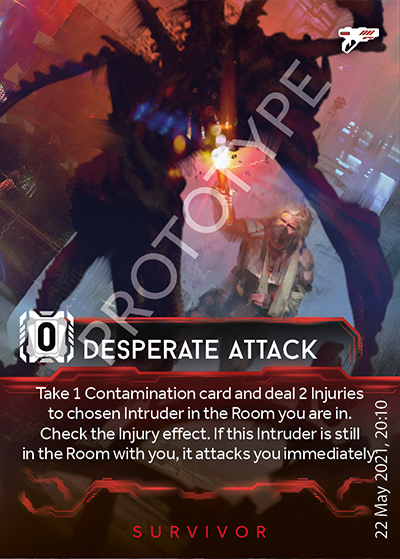 PROTOTYPE
0
DESPERATE ATTACK
Take 1 Contamination card and deal 2 Injuries
to chosen Intruder in the Room you are in.
Check the Injury effect. If this Intruder is still
in the Room with you, it attacks you immediately.
22 May 2021, 20:10
SURVIVOR